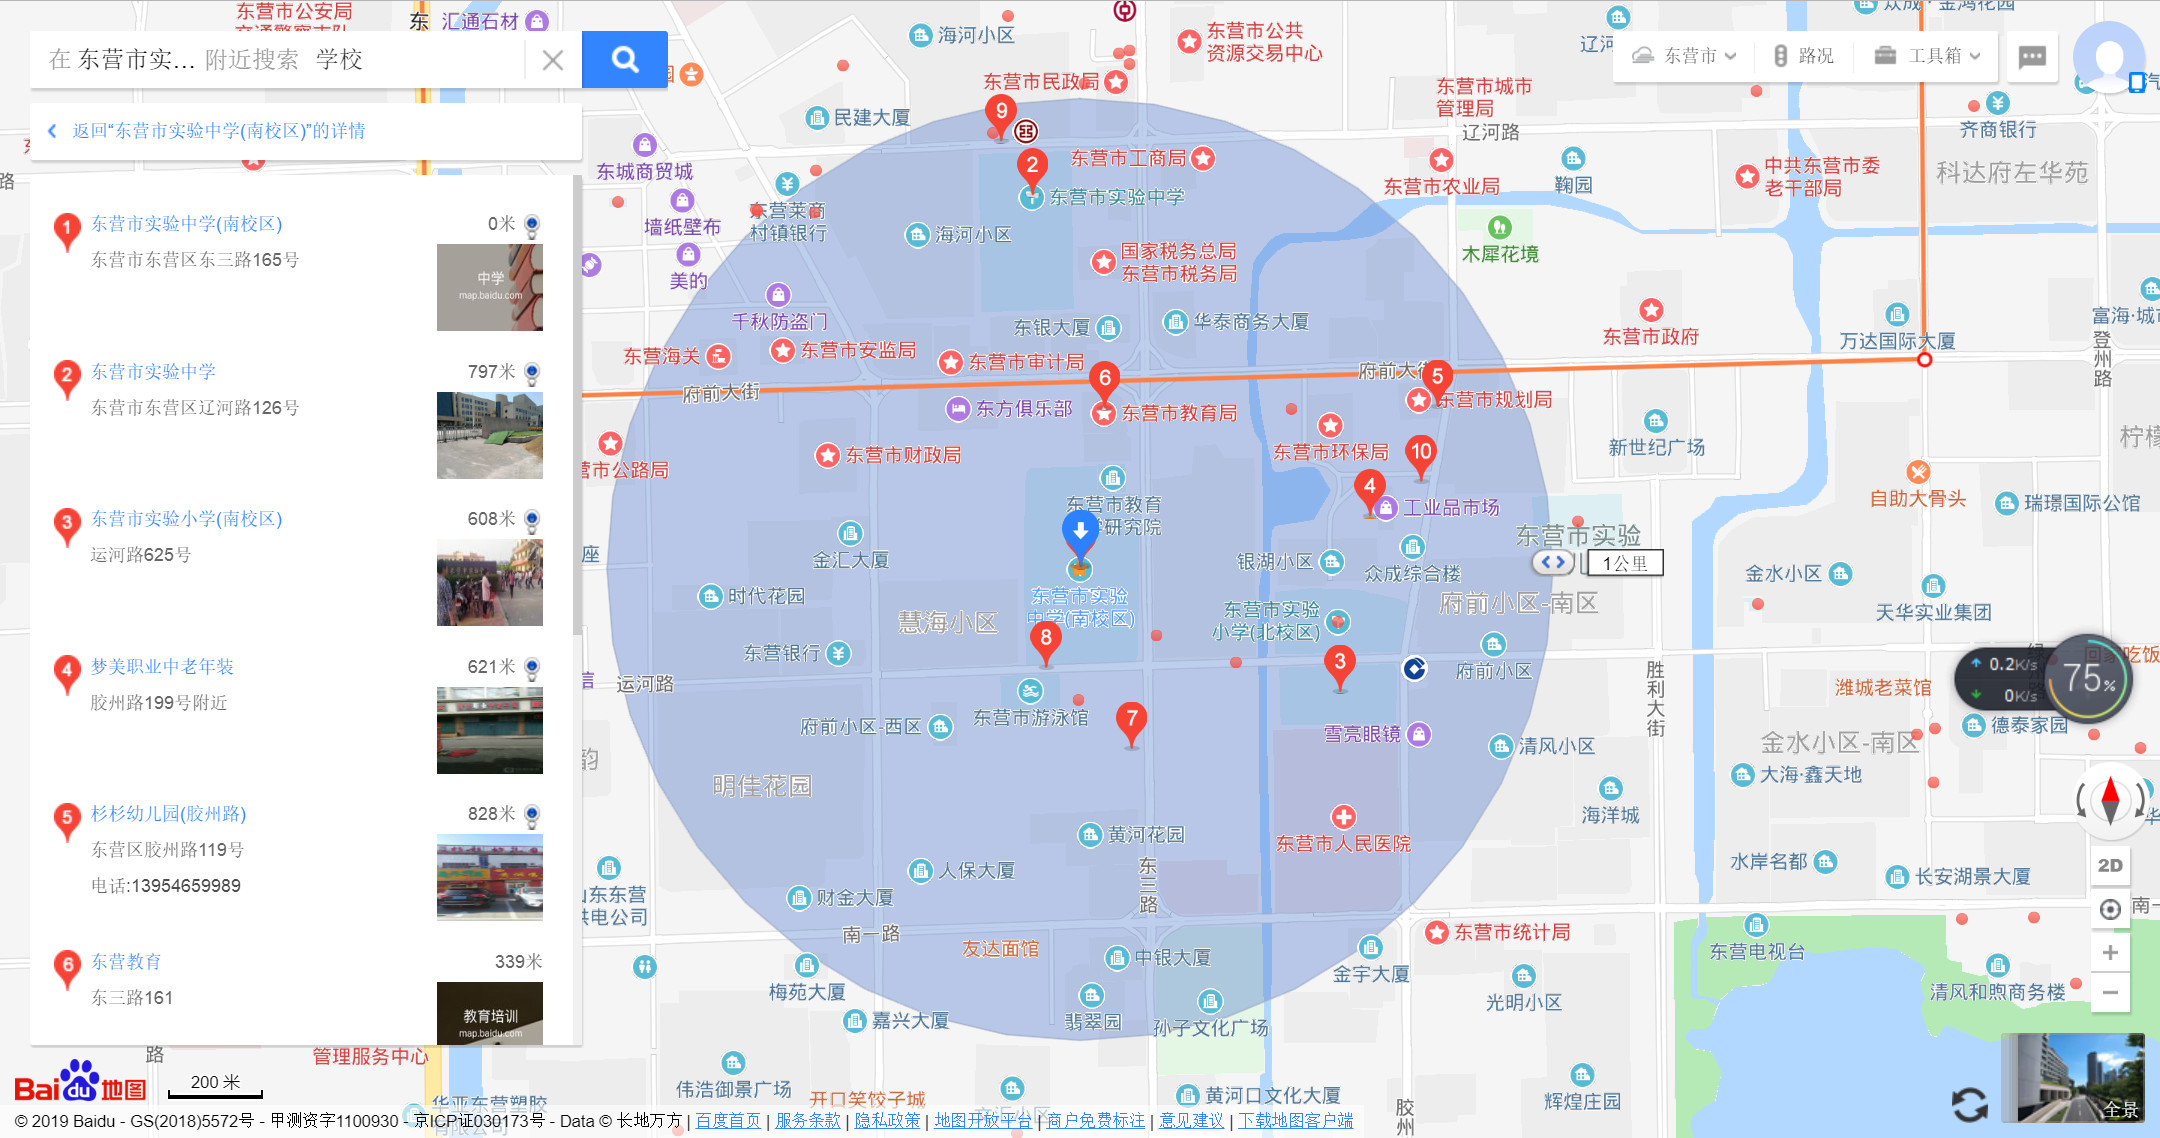 在 东营市实... 附近搜索 学校
返回“东营市实验中学(南校区)”的详情
1
东营市实验中学(南校区)
0米
东营市东营区东三路165号
中学
map.baidu.com
2
东营市实验中学
797米
东营市东营区辽河路126号
3
东营市实验小学(南校区)
608米
运河路625号
4
梦美职业中老年装
621米
胶州路199号附近
5
杉杉幼儿园(胶州路)
828米
东营区胶州路119号
电话:13954659989
6
东营教育
339米
东三路161
教育培训
map.baidu.com
东营市
路况
工具箱
东营市公安局
东
汇通石材
海河小区
东营市公共
资源交易中心
东营市民政局
民建大厦
9
2
东营市工商局
东营市实验中学
东城商贸城
墙纸壁布
东营莱商
村镇银行
美的
海河小区
国家税务总局
东营市税务局
千秋防盗门
东银大厦
华泰商务大厦
东营海关
东营市安监局
东营市审计局
府前大街
6
东方俱乐部
东营市教育局
东营市财政局
营市公路局
府前大街
5
东营市规划局
东营市环保局
10
4
工业品市场
东营市城市
管理局
辽河路
东营市农业局
鞠园
木犀花境
中共东营市委
老干部局
齐商银行
科达府左华苑
东营市政府
万达国际大厦
富海·城市
登州路
新世纪广场
自助大骨头
瑞璟国际公馆
东营市教育
学研究院
金汇大厦
时代花园
慧海小区
东营市实验
中学(南校区)
银湖小区
众成综合楼
东营市实验
小学(北校区)
东营市实验
1公里
府前小区-南区
金水小区
天华实业集团
8
3
7
东营银行
运河路
东营市游泳馆
府前小区-西区
府前小区
明佳花园
雪亮眼镜
清风小区
胜利大街
潍城老菜馆
德泰家园
金水小区-南区
大海·鑫天地
海洋城
0.2K/s
0K/s
75%
黄河花园
东三路
东营市人民医院
人保大厦
财金大厦
南一路
友达面馆
中银大厦
东营市统计局
金宇大厦
水岸名都
长安湖景大厦
东营电视台
2D
梅苑大厦
嘉兴大厦
翡翠园
孙子文化广场
光明小区
清风和煦商务楼
管理服务中心
伟浩御景广场
开口笑饺子城
黄河口文化大厦
胶州
辉煌庄园
全景
Bai du 地图
200 米
© 2019 Baidu - GS(2018)5572号 - 甲测资字1100930 - 京ICP证030173号 - Data © 长地万方 | 百度首页 | 服务条款 | 隐私政策 | 地图开放平台 | 商户免费标注 | 意见建议 | 下载地图客户端